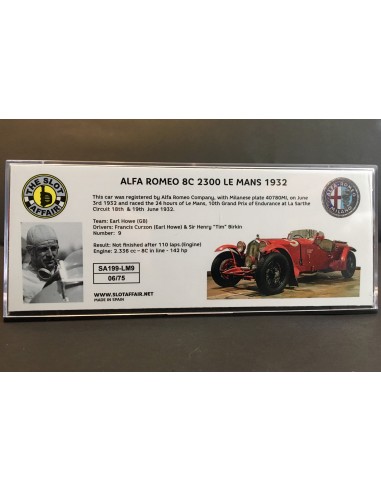 THE SLOT
AFFAIR
ALFA ROMEO 8C 2300 LE MANS 1932
ALFA ROMEO
This car was registered by Alfa Romeo Company, with Milanese plate 40780MI, on June
3rd 1932 and raced the 24 hours of Le Mans, 10th Grand Prix of Endurance at La Sarthe
Circuit 18th & 19th June 1932.
Team: Earl Howe (GB)
Drivers: Francis Curzon (Earl Howe) & Sir Henry "Tim" Birkin
Number: 9
Result: Not finished after 110 laps.(Engine)
Engine: 2.338 cc - 8C in line - 142 hp
SA199-LM9
06/75
WWW.SLOTAFFAIR.NET
MADE IN SPAIN